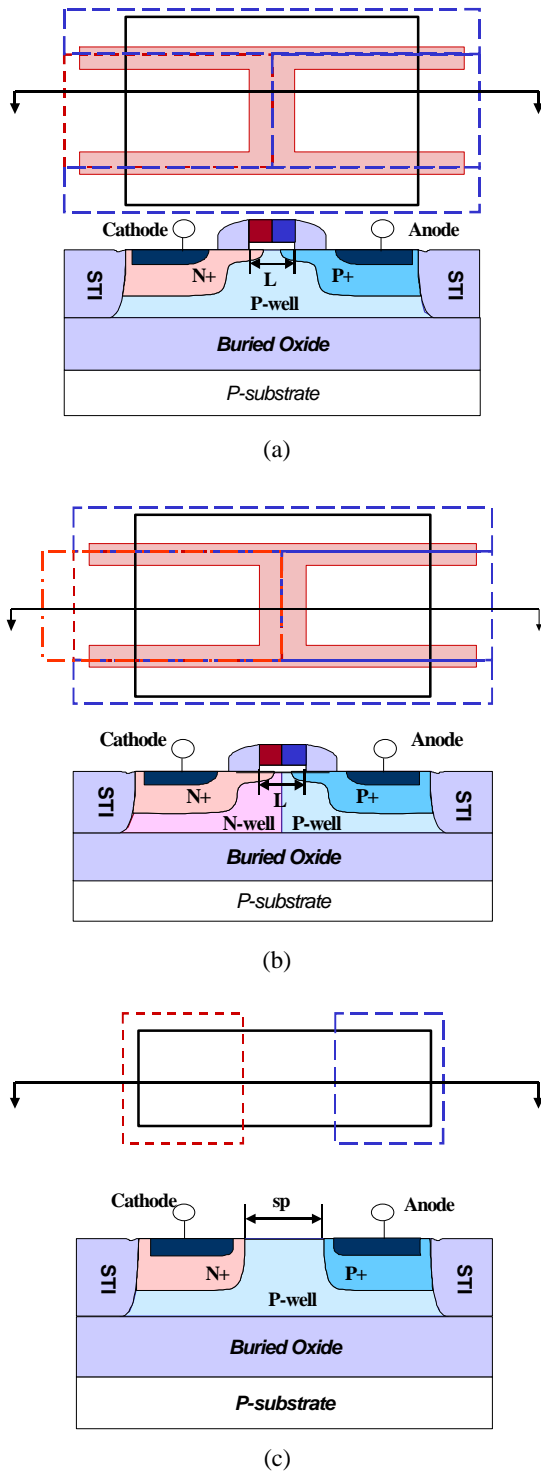 Cathode Anode
STI N+ L P+ STI
P-well
Buried Oxide
P-substrate
(a)
Cathode Anode
STI N+ L P+ STI
N-well P-well
Buried Oxide
P-substrate
(b)
Cathode sp Anode
STI N+ P+ STI
P-well
Buried Oxide
P-substrate
(c)